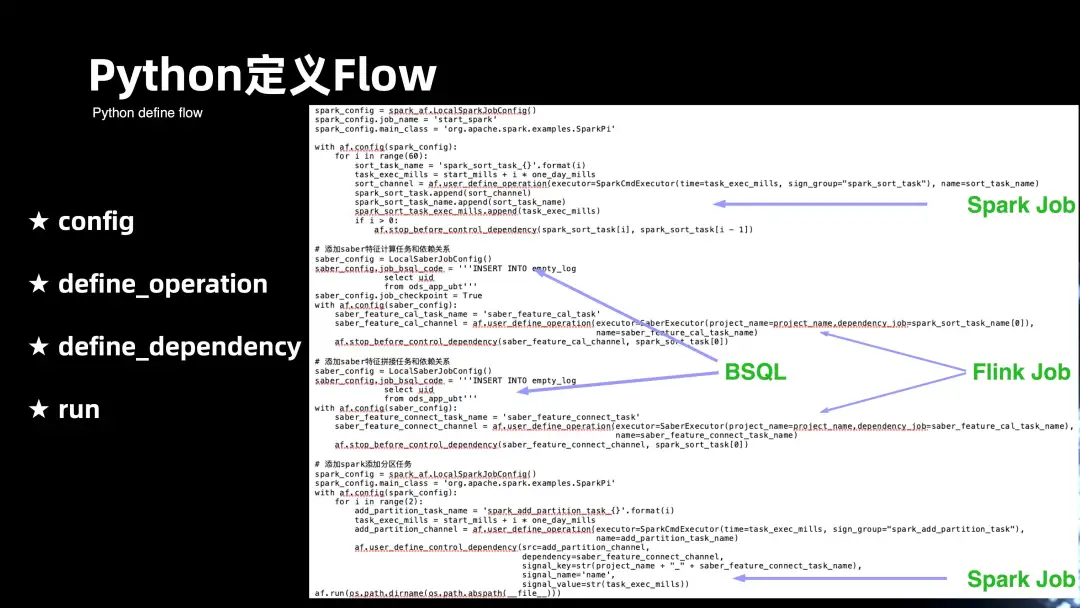 Python定义Flow
Python define flow
★ config
★ define_operation
★ define_dependency
★ run
spark_config = spark_af.LocalSparkJobConfig()
spark_config.job_name = 'start_spark'
spark_config.main_class = 'org.apache.spark.examples.SparkPi'
with af.config(spark_config):
for i in range(60):
sort_task_name = 'spark_sort_task_{}'.format(i)
task_exec_mills = start_mills + i * one_day_mills
sort_channel = af.user_define_operation(executor=SparkCmdExecutor(time=task_exec_mills, sign_group="spark_sort_task"), name=sort_task_name)
spark_sort_task.append(sort_channel)
spark_sort_task_name.append(sort_task_name)
spark_sort_task_exec_mills.append(task_exec_mills)
if i > 0:
af.stop_before_control_dependency(spark_sort_task[i], spark_sort_task[i - 1])
Spark Job
# 添加saber特征计算任务和依赖关系
saber_config = LocalSaberJobConfig()
saber_config.job_bsql_code = '''INSERT INTO empty_log
select uid
from ods_app_ubt'''
saber_config.job_checkpoint = True
with af.config(saber_config):
saber_feature_cal_task_name = 'saber_feature_cal_task'
saber_feature_cal_channel = af.user_define_operation(executor=SaberExecutor(project_name=project_name,dependency_job=spark_sort_task_name[0]),
name=saber_feature_cal_task_name)
af.stop_before_control_dependency(saber_feature_cal_channel, spark_sort_task[0])
# 添加saber特征拼接任务和依赖关系
saber_config = LocalSaberJobConfig()
saber_config.job_bsql_code = '''INSERT INTO empty_log
select uid
from ods_app_ubt'''
BSQL
Flink Job
with af.config(saber_config):
saber_feature_connect_task_name = 'saber_feature_connect_task'
saber_feature_connect_channel = af.user_define_operation(executor=SaberExecutor(project_name=project_name,dependency_job=saber_feature_cal_task_name),
name=saber_feature_connect_task_name)
af.stop_before_control_dependency(saber_feature_connect_channel, spark_sort_task[0])
# 添加spark添加分区任务
spark_config = spark_af.LocalSparkJobConfig()
spark_config.main_class = 'org.apache.spark.examples.SparkPi'
with af.config(spark_config):
for i in range(2):
add_partition_task_name = 'spark_add_partition_task_{}'.format(i)
task_exec_mills = start_mills + i * one_day_mills
add_partition_channel = af.user_define_operation(executor=SparkCmdExecutor(time=task_exec_mills, sign_group="spark_add_partition_task"),
name=add_partition_task_name)
af.user_define_control_dependency(src=add_partition_channel,
dependency=saber_feature_connect_channel,
signal_key=str(project_name + "_" + saber_feature_connect_task_name),
signal_name='name',
signal_value=str(task_exec_mills))
Spark Job
af.run(os.path.dirname(os.path.abspath(__file__)))